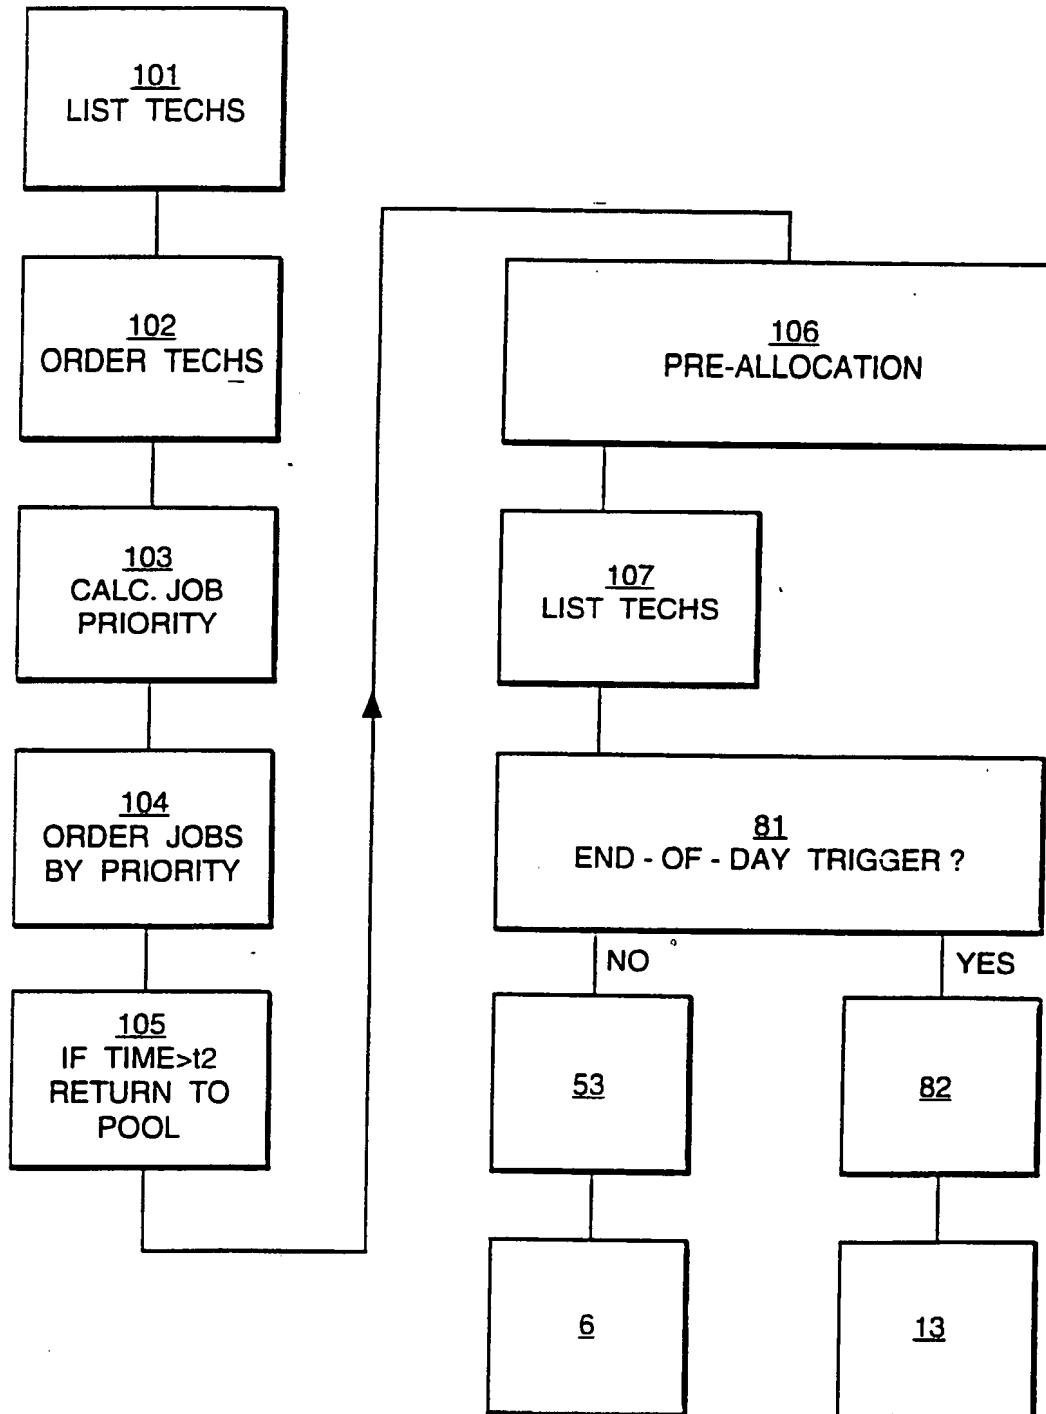 101
LIST TECHS
102
ORDER TECHS
103
CALC. JOB
PRIORITY
104
ORDER JOBS
BY PRIORITY
105
IF TIME>t2
RETURN TO
POOL
106
PRE-ALLOCATION
107
LIST TECHS
81
END - OF - DAY TRIGGER ?
NO
YES
53
82
6
13